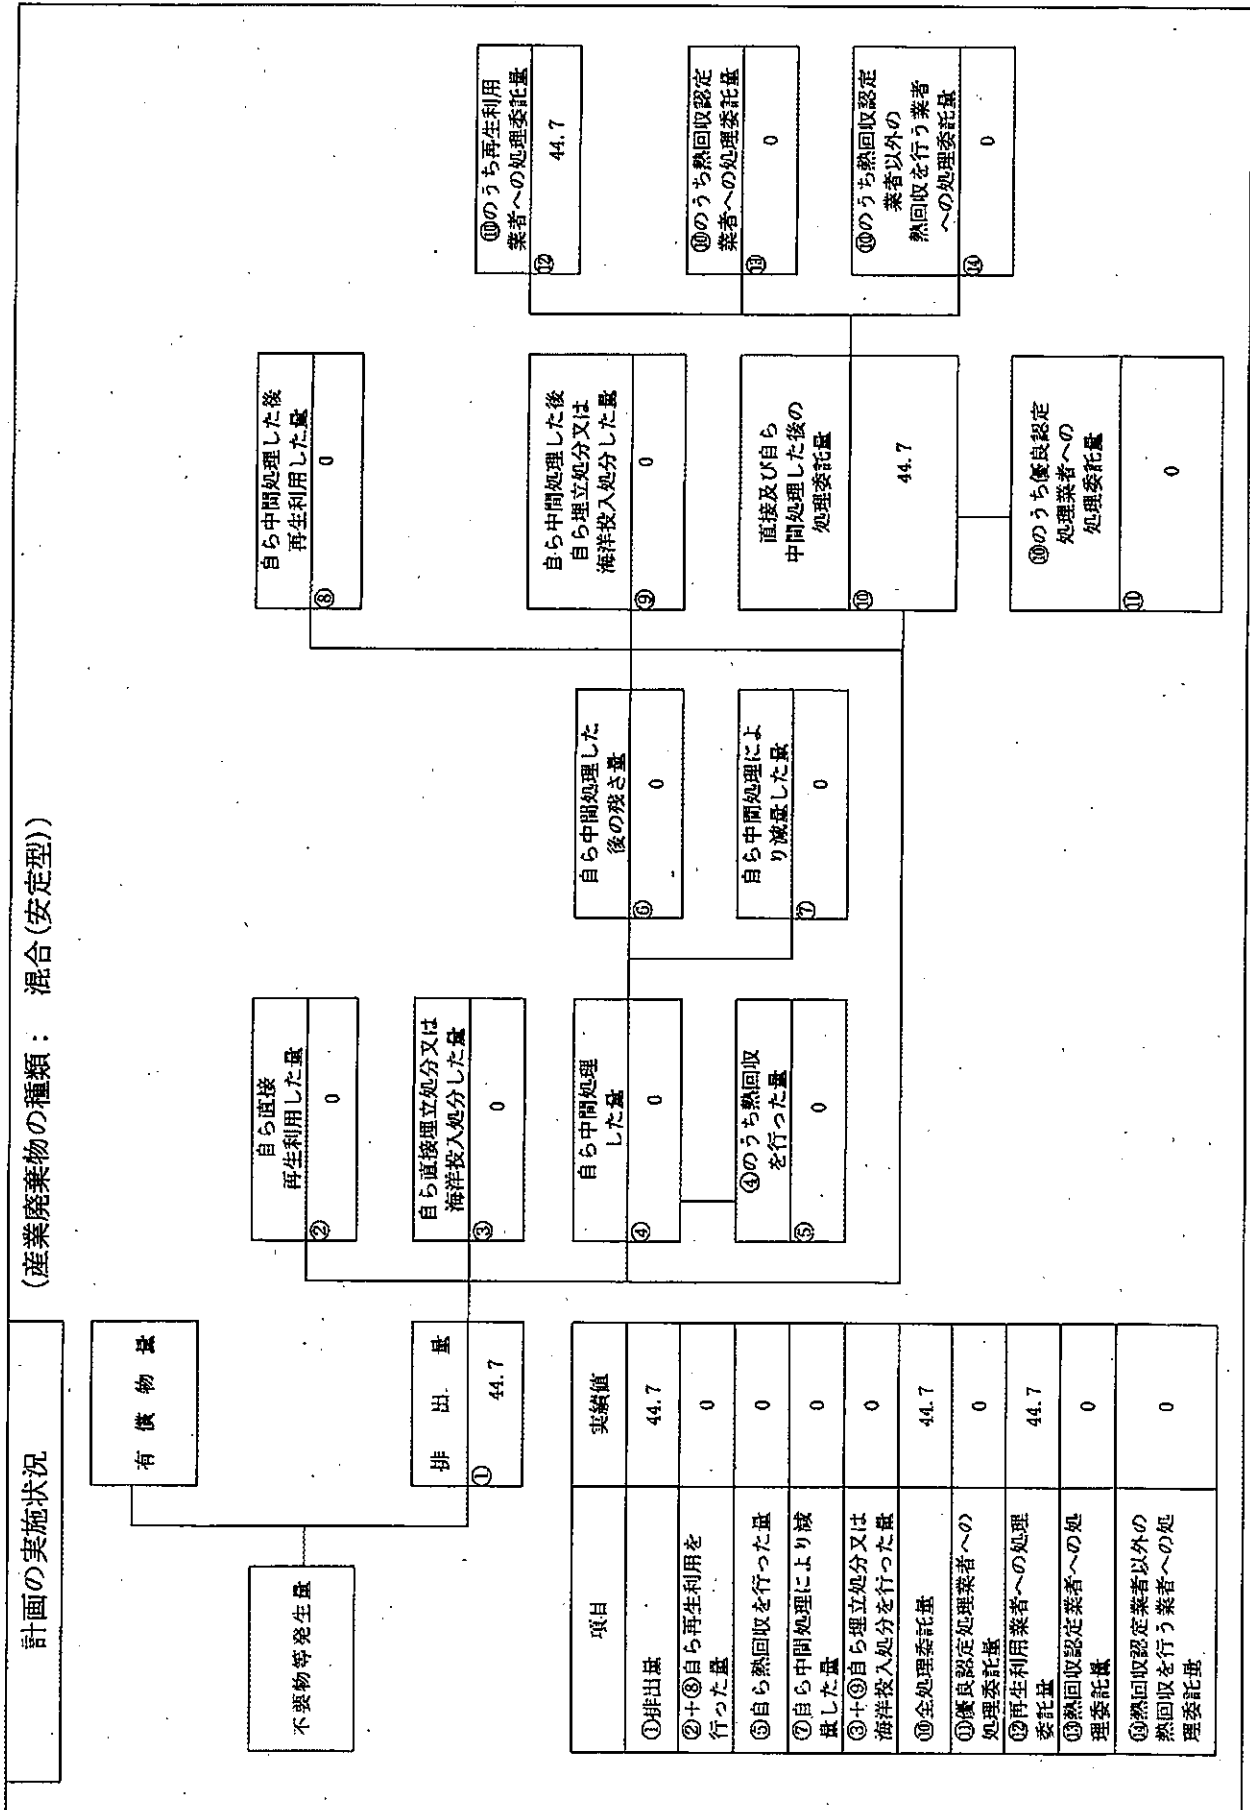 計画の実施状況
(産業廃棄物の種類: 混合(安定型))
不要物等発生量
有償物量
排出量
①
44.7
自ら直接
再生利用した量
②
0
自ら直接埋立処分又は
海洋投入処分した量
③
0
自ら中間処理
した量
④
0
④のうち熱回収
を行った量
⑤
0
自ら中間処理した
後の残さ量
⑥
0
自ら中間処理によ
り減量した量
⑦
0
自ら中間処理した後
再生利用した量
⑧
0
自ら中間処理した後
自ら埋立処分又は
海洋投入処分した量
⑨
0
直接及び自ら
中間処理した後の
処理委託量
⑩
44.7
⑩のうち優良認定
処理業者への
処理委託量
⑪
0
⑩のうち再生利用
業者への処理委託量
⑫
44.7
⑩のうち熱回収認定
業者への処理委託量
⑬
0
⑩のうち熱回収認定
業者以外の
熱回収を行う業者
への処理委託量
⑭
0
項目 実績値
①排出量 44.7
②+⑧自ら再生利用を
行った量 0
⑤自ら熱回収を行った量 0
⑦自ら中間処理により減
量した量 0
③+⑨自ら埋立処分又は
海洋投入処分を行った量 0
⑩全処理委託量 44.7
⑪優良認定処理業者への
処理委託量 0
⑫再生利用業者への処理
委託量 44.7
⑬熱回収認定業者への処
理委託量 0
⑭熱回収認定業者以外の
熱回収を行う業者への処
理委託量 0